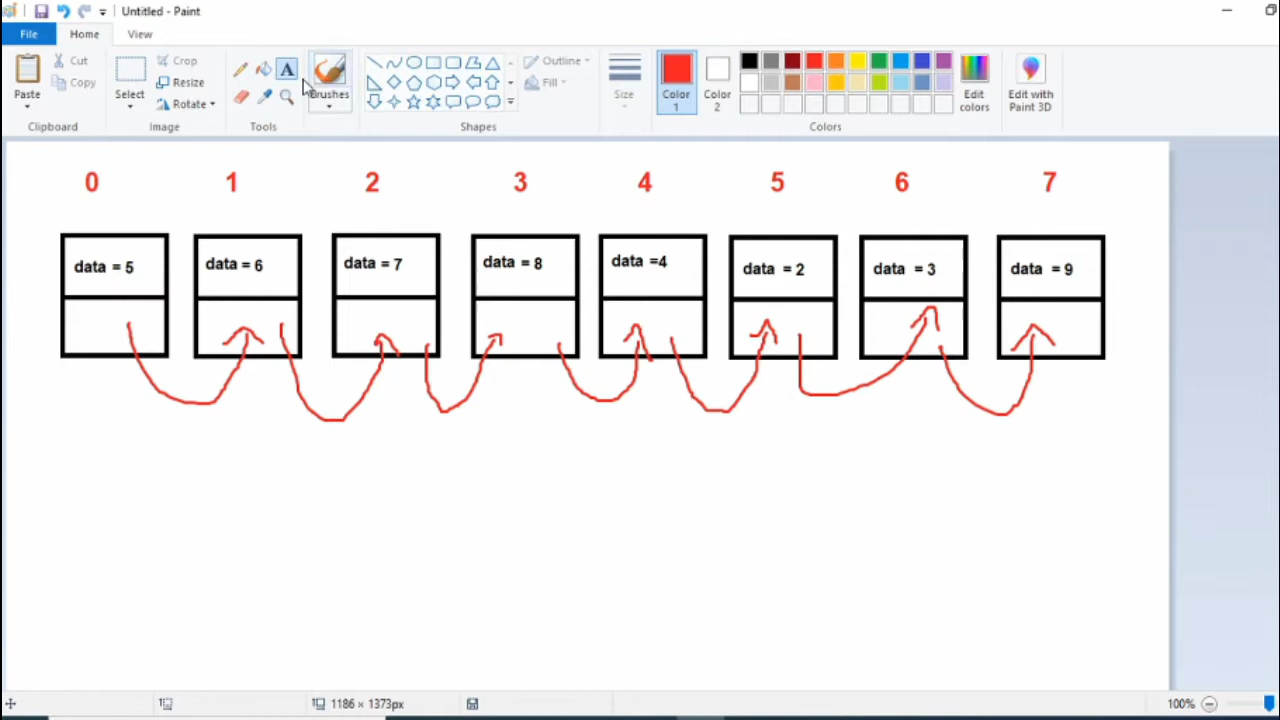 Untitled - Paint
File Home View
Paste
Cut
Copy
Clipboard
Select
Crop
Resize
Rotate
Image
A
Tools
Brushes
Shapes
Outline
Fill
Size
Color 1
Color 2
Colors
Edit colors
Edit with Paint 3D
0 1 2 3 4 5 6 7
data = 5 data = 6 data = 7 data = 8 data =4 data = 2 data = 3 data = 9
1186 × 1373px
100%